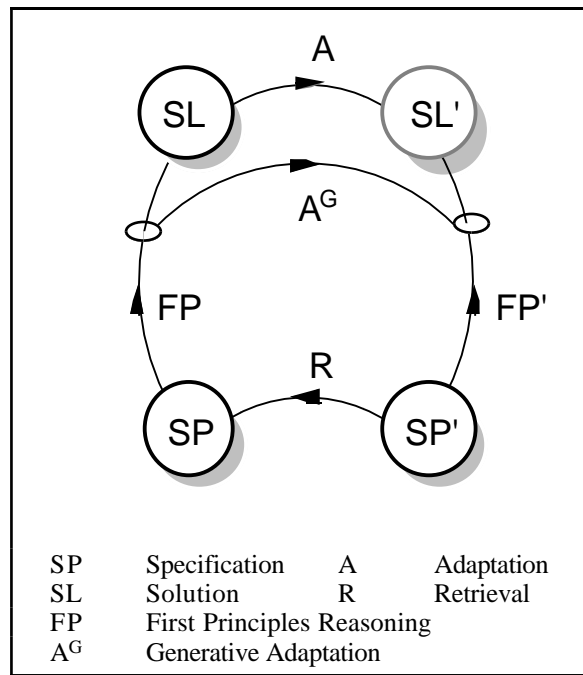 A
SL SL'
A^G
FP FP'
R
SP SP'
SP Specification A Adaptation
SL Solution R Retrieval
FP First Principles Reasoning
A^G Generative Adaptation